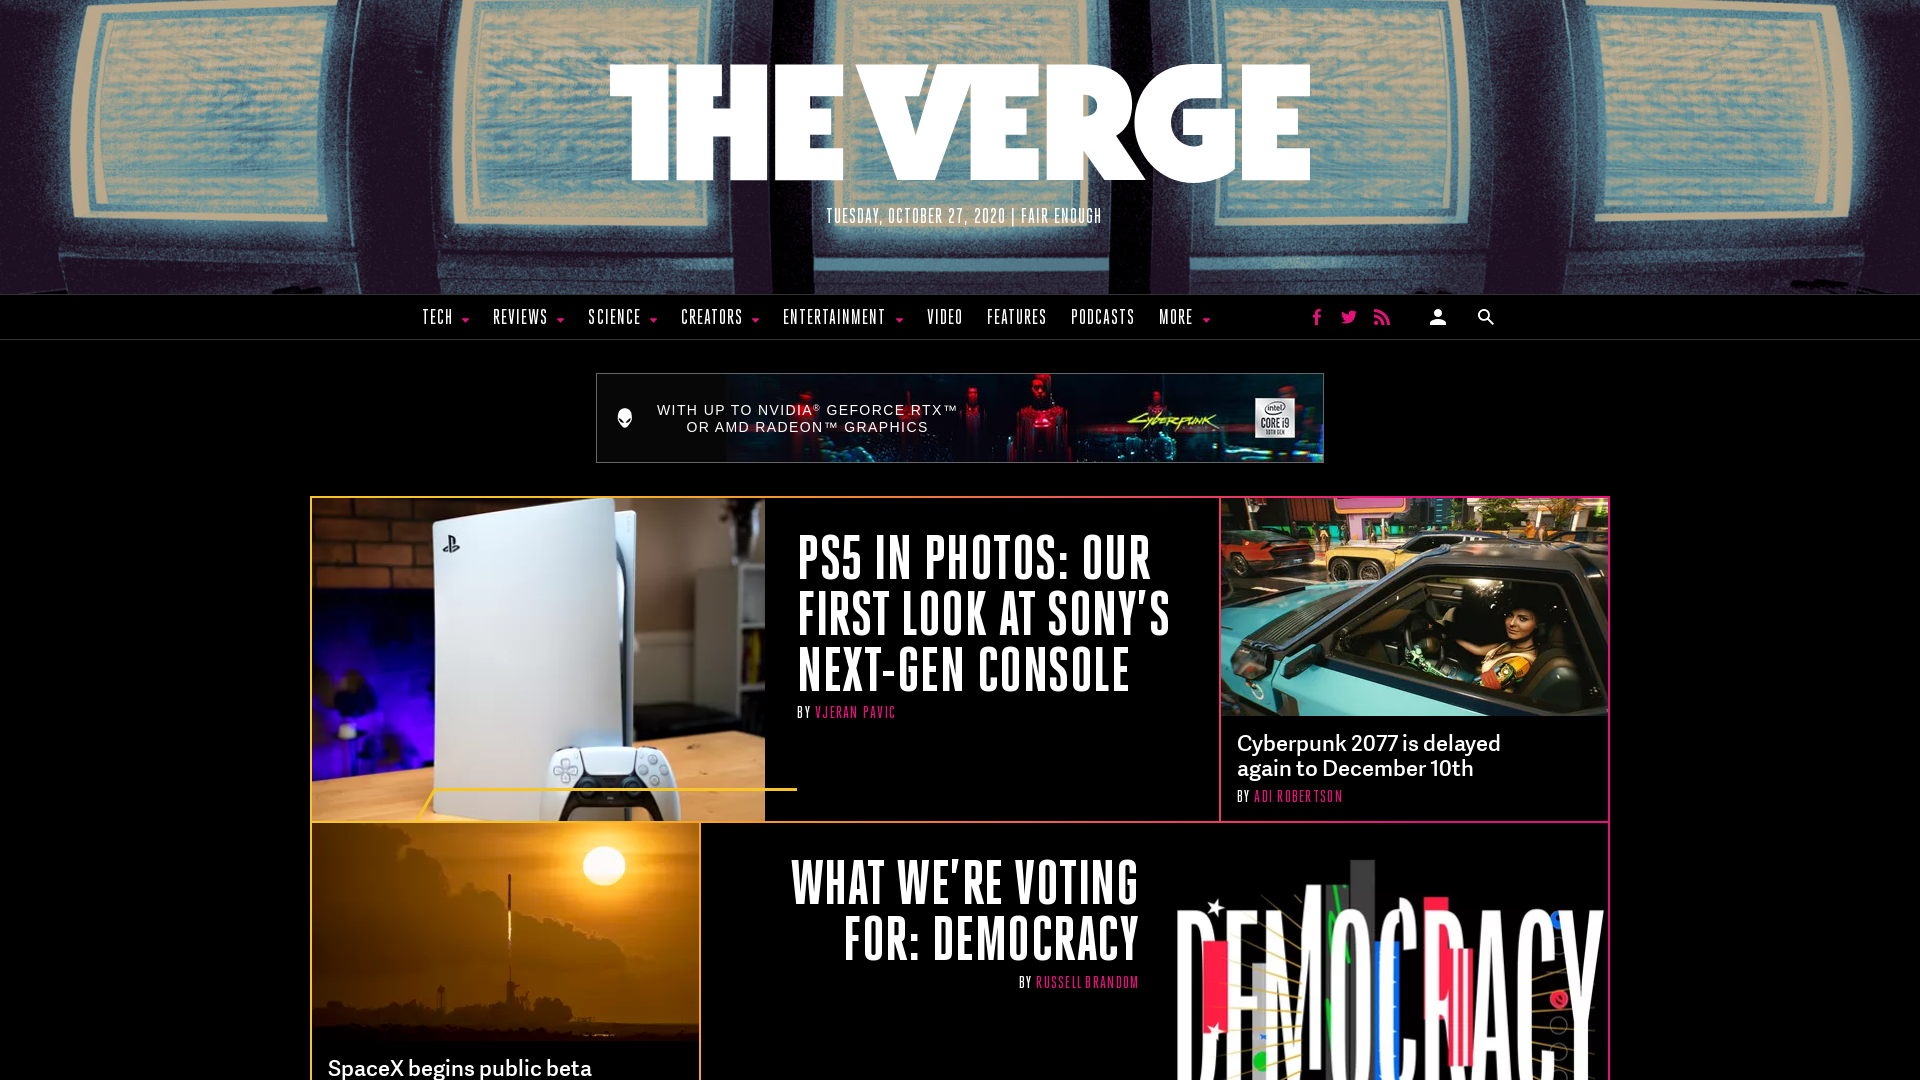 THE VERGE
TUESDAY, OCTOBER 27, 2020 | FAIR ENOUGH
TECH REVIEWS SCIENCE CREATORS ENTERTAINMENT VIDEO FEATURES PODCASTS MORE
WITH UP TO NVIDIA® GEFORCE RTX™
OR AMD RADEON™ GRAPHICS
CYBERPUNK
intel
CORE i9
10TH GEN
PS5 IN PHOTOS: OUR
FIRST LOOK AT SONY'S
NEXT-GEN CONSOLE
BY VJERAN PAVIC
Cyberpunk 2077 is delayed
again to December 10th
BY ADI ROBERTSON
WHAT WE'RE VOTING
FOR: DEMOCRACY
BY RUSSELL BRANDOM
DEMOCRACY
SpaceX begins public beta